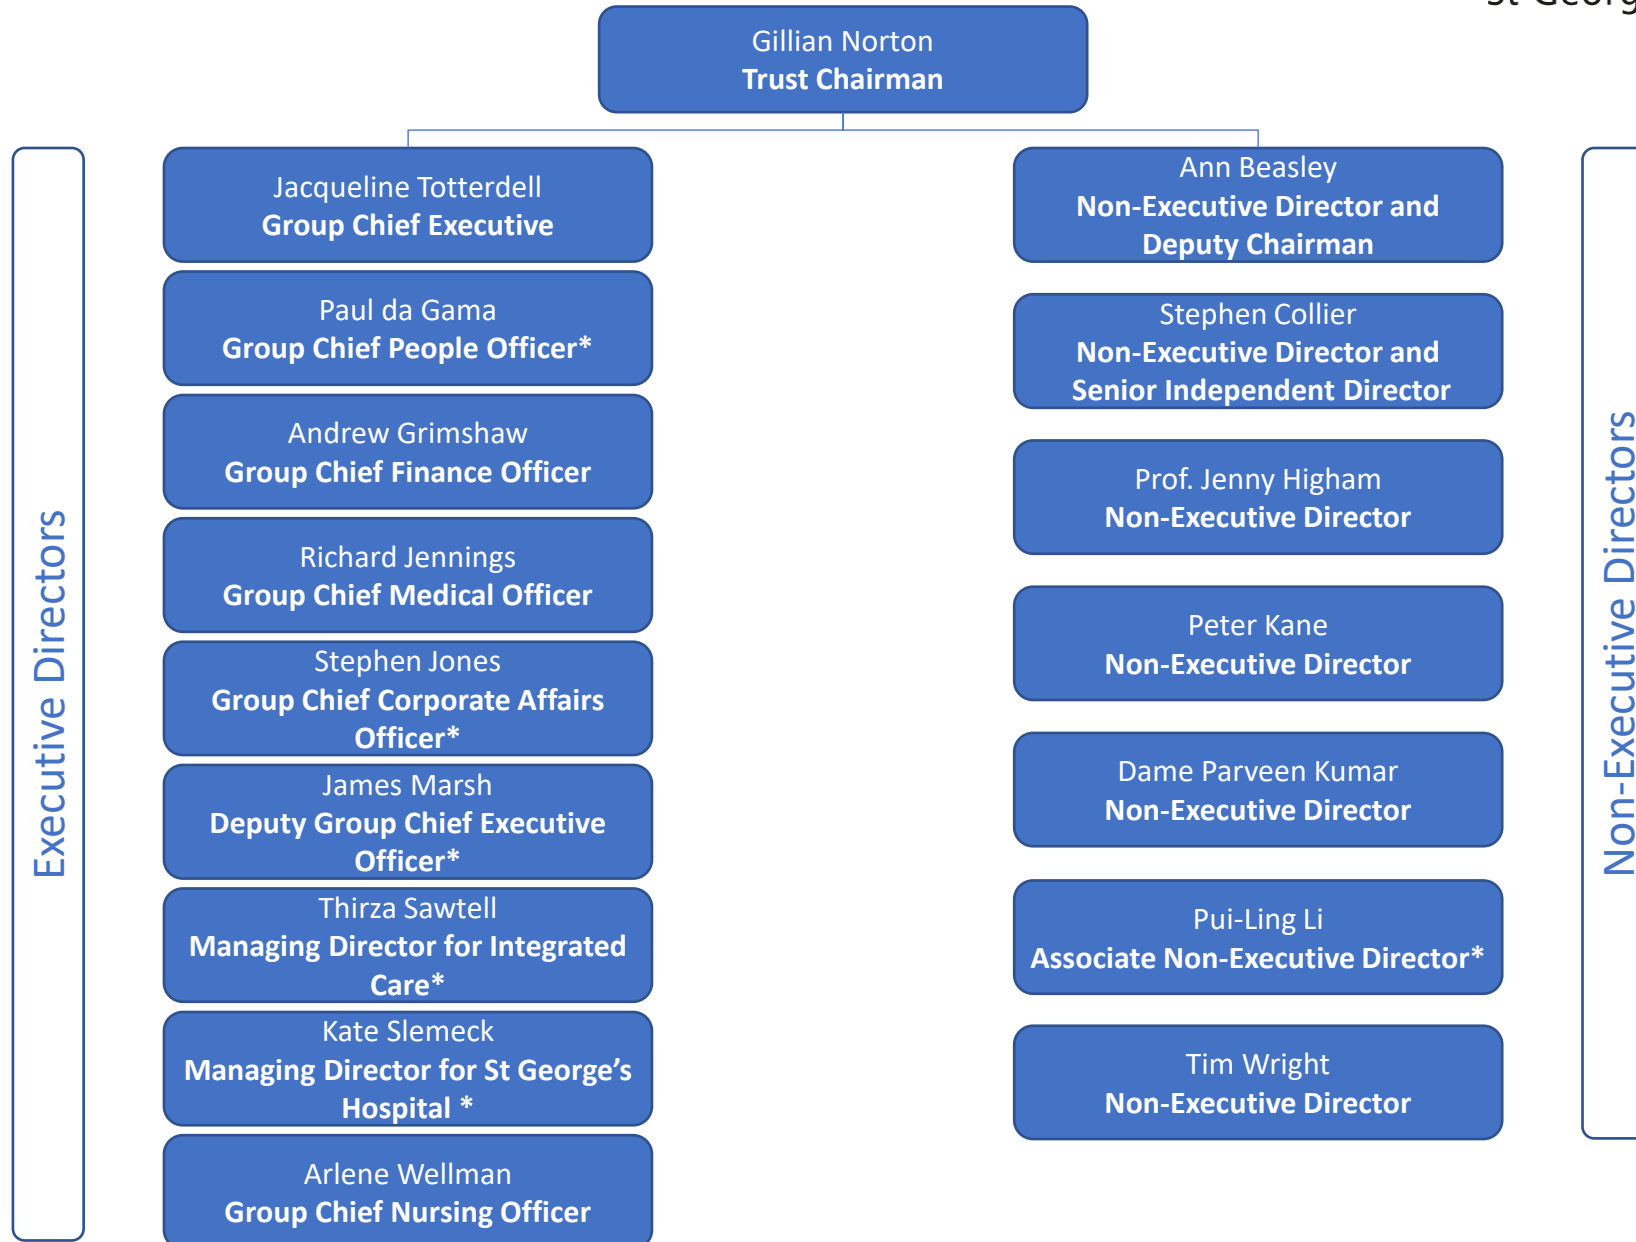 St Georg
Gillian Norton
Trust Chairman
Executive Directors
Jacqueline Totterdell
Group Chief Executive
Paul da Gama
Group Chief People Officer*
Andrew Grimshaw
Group Chief Finance Officer
Richard Jennings
Group Chief Medical Officer
Stephen Jones
Group Chief Corporate Affairs
Officer*
James Marsh
Deputy Group Chief Executive
Officer*
Thirza Sawtell
Managing Director for Integrated
Care*
Kate Slemeck
Managing Director for St George’s
Hospital *
Arlene Wellman
Group Chief Nursing Officer
Ann Beasley
Non-Executive Director and
Deputy Chairman
Stephen Collier
Non-Executive Director and
Senior Independent Director
Prof. Jenny Higham
Non-Executive Director
Peter Kane
Non-Executive Director
Dame Parveen Kumar
Non-Executive Director
Pui-Ling Li
Associate Non-Executive Director*
Tim Wright
Non-Executive Director
Non-Executive Directors